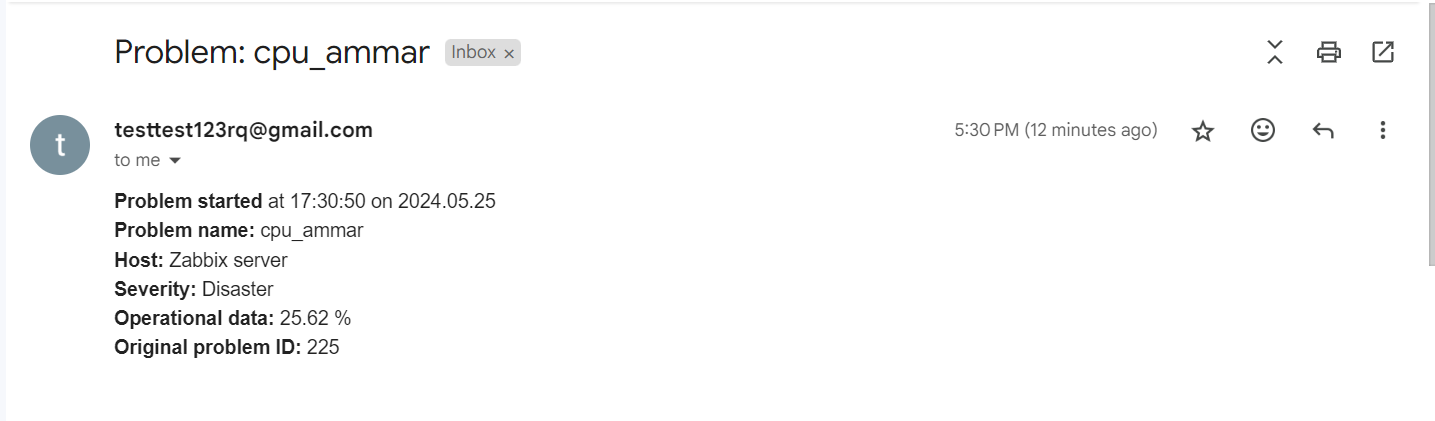 Problem: cpu_ammar Inbox ×
t
testtest123rq@gmail.com 5:30 PM (12 minutes ago)
to me
Problem started at 17:30:50 on 2024.05.25
Problem name: cpu_ammar
Host: Zabbix server
Severity: Disaster
Operational data: 25.62 %
Original problem ID: 225